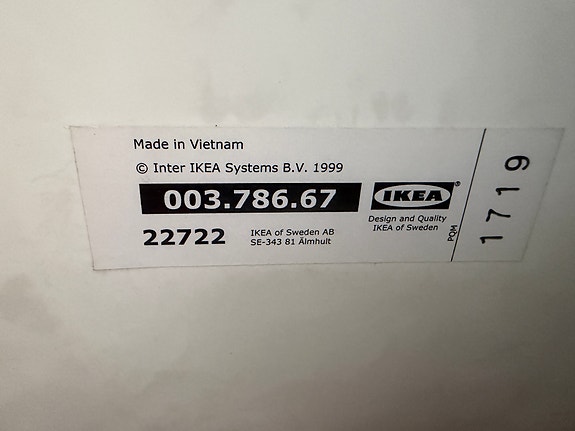 Made in Vietnam
© Inter IKEA Systems B.V. 1999
003.786.67
22722
IKEA of Sweden AB
SE-343 81 Älmhult
IKEA®
Design and Quality
IKEA of Sweden
PQM
1719